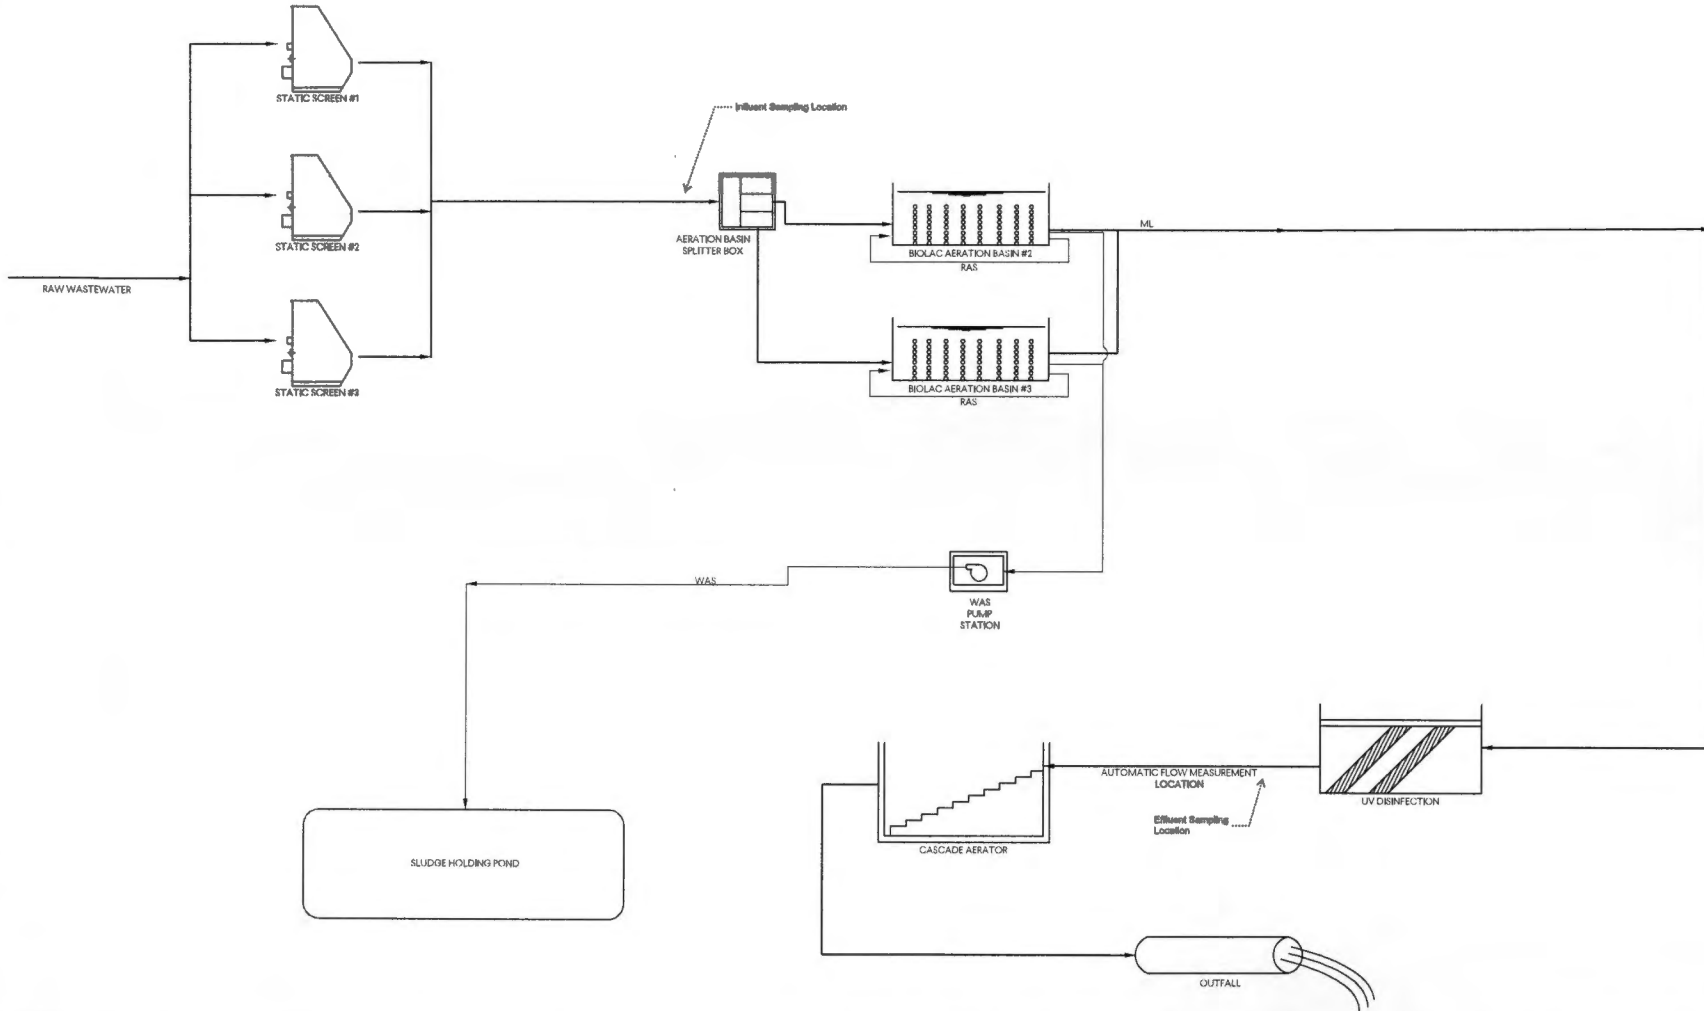 STATIC SCREEN #1
Influent Sampling Location
STATIC SCREEN #2
AERATION BASIN
SPLITTER BOX
ML
BIOLAC AERATION BASIN #2
RAS
RAW WASTEWATER
STATIC SCREEN #3
BIOLAC AERATION BASIN #3
RAS
WAS
WAS
PUMP
STATION
AUTOMATIC FLOW MEASUREMENT
LOCATION
UV DISINFECTION
Effluent Sampling
Location
CASCADE AERATOR
SLUDGE HOLDING POND
OUTFALL